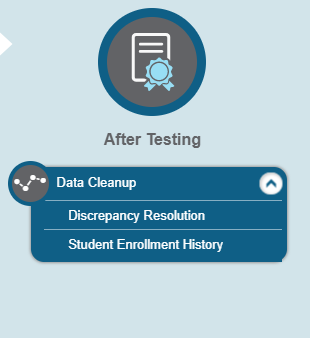 After Testing
Data Cleanup
Discrepancy Resolution
Student Enrollment History